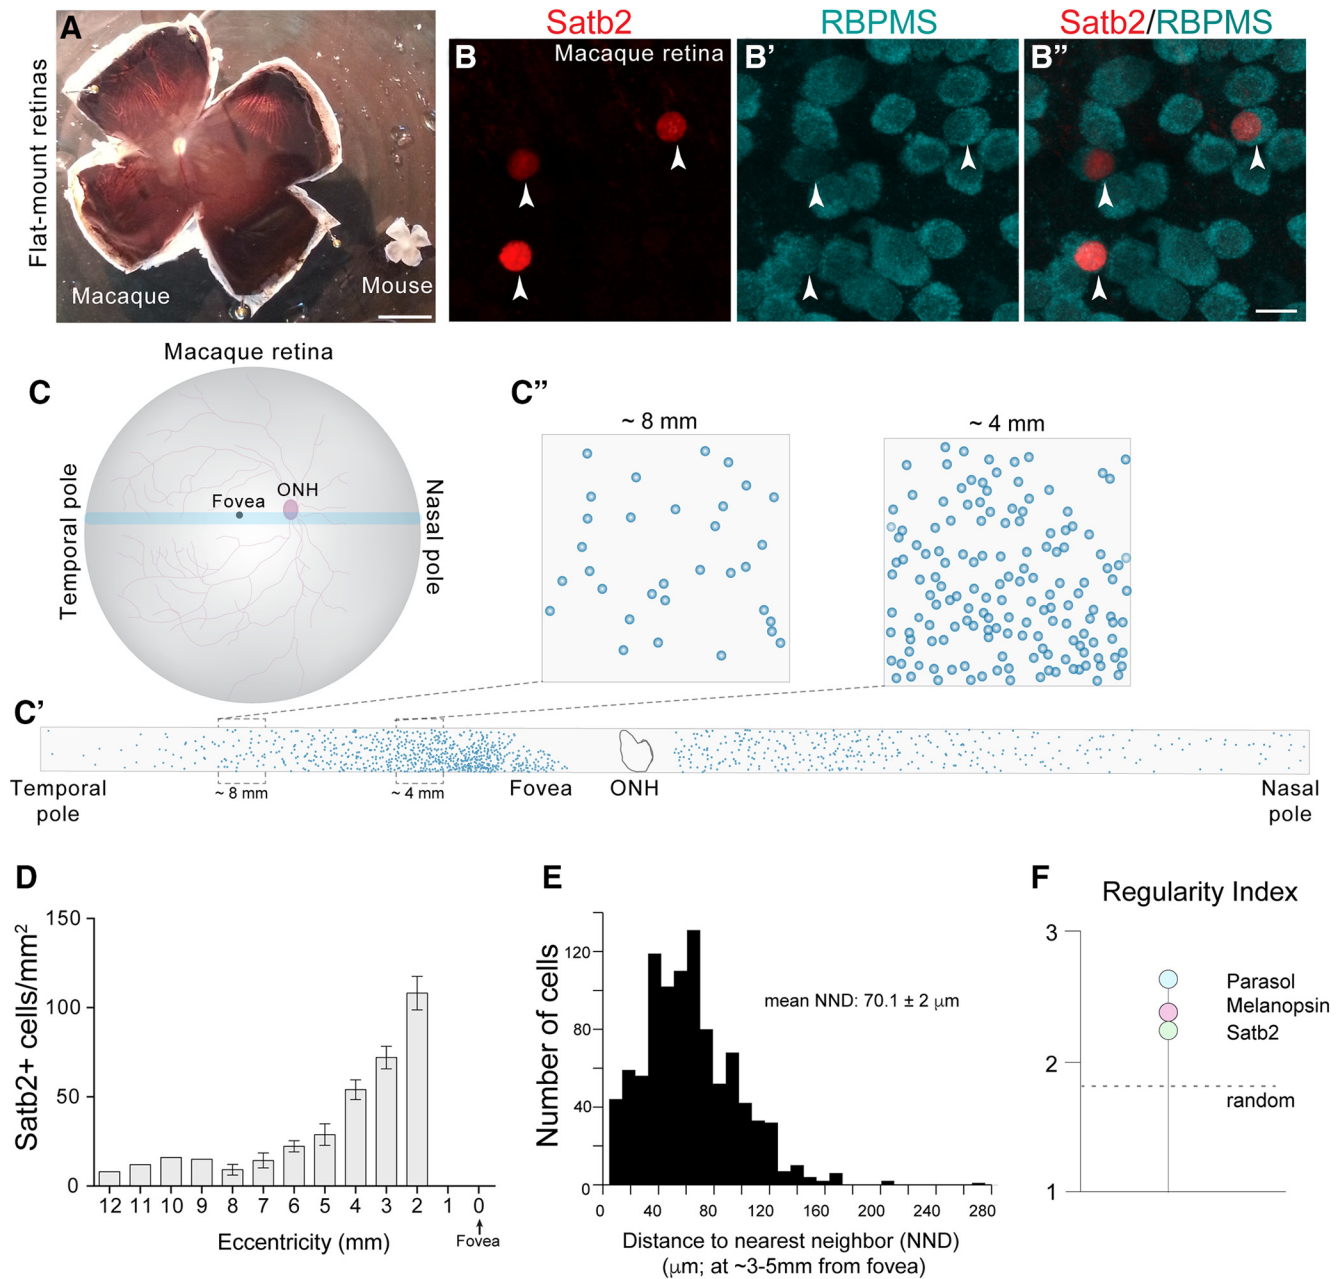 A
Flat-mount retinas
Macaque
Mouse
Satb2
RBPMS
Satb2/RBPMS
B
Macaque retina
B’
B”
Macaque retina
C
Temporal pole
Fovea
ONH
Nasal pole
C”
~ 8 mm
~ 4 mm
C’
Temporal pole
~ 8 mm
~ 4 mm
Fovea
ONH
Nasal pole
D
Satb2+ cells/mm²
150
100
50
0
12 11 10 9 8 7 6 5 4 3 2 1 0
Fovea
Eccentricity (mm)
E
Number of cells
120
80
40
0
0 40 80 120 160 200 240 280
mean NND: 70.1 ± 2 μm
Distance to nearest neighbor (NND)
(μm; at ~3-5mm from fovea)
F
Regularity Index
3
2
1
Parasol
Melanopsin
Satb2
random